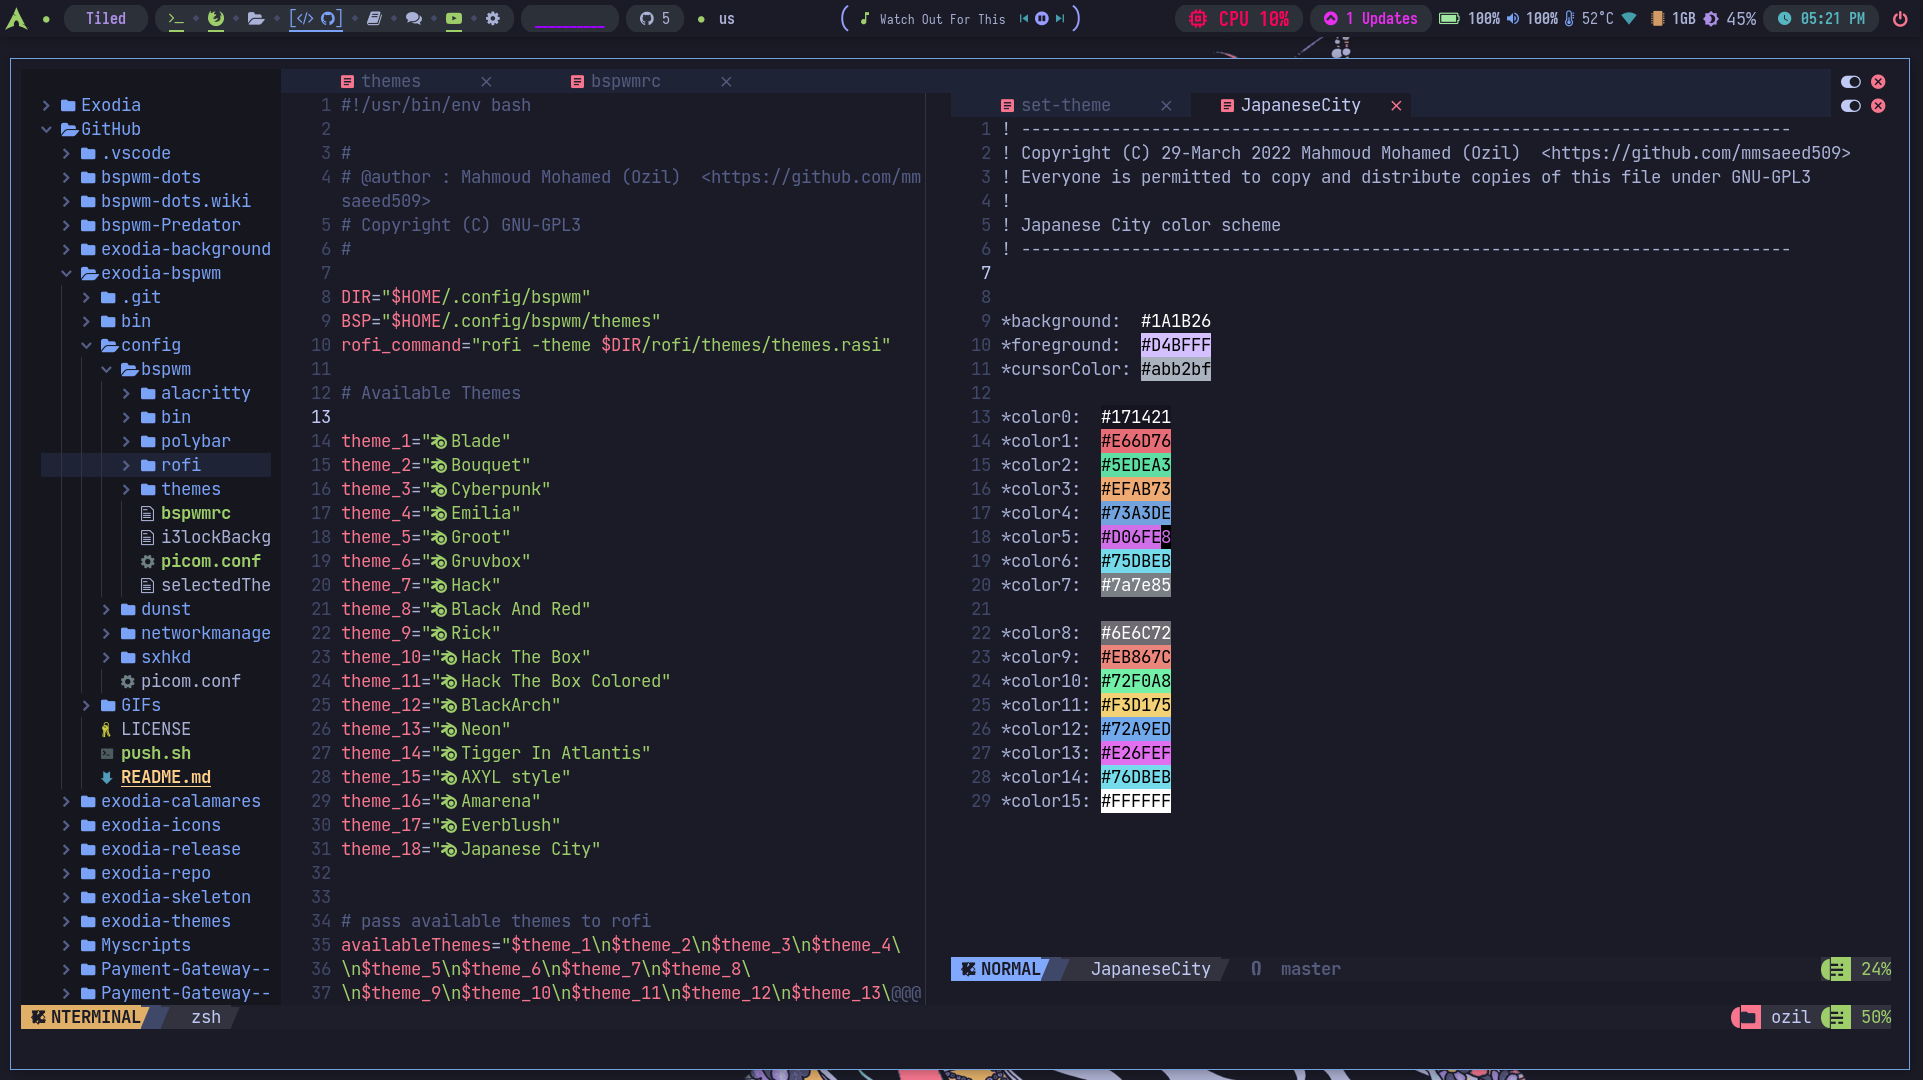 Tiled
5
us
Watch Out For This
CPU 10%
1 Updates
100%
100%
52°C
1GB
45%
05:21 PM
themes
bspwmrc
Exodia
GitHub
.vscode
bspwm-dots
bspwm-dots.wiki
bspwm-Predator
exodia-background
exodia-bspwm
.git
bin
config
bspwm
alacritty
bin
polybar
rofi
themes
bspwmrc
i3lockBackg
picom.conf
selectedThe
dunst
networkmanage
sxhkd
picom.conf
GIFs
LICENSE
push.sh
README.md
exodia-calamares
exodia-icons
exodia-release
exodia-repo
exodia-skeleton
exodia-themes
Myscripts
Payment-Gateway--
Payment-Gateway--
1 #!/usr/bin/env bash
2
3 #
4 # @author : Mahmoud Mohamed (Ozil)  <https://github.com/mm
saeed509>
5 # Copyright (C) GNU-GPL3
6 #
7
8 DIR="$HOME/.config/bspwm"
9 BSP="$HOME/.config/bspwm/themes"
10 rofi_command="rofi -theme $DIR/rofi/themes/themes.rasi"
11
12 # Available Themes
13
14 theme_1="Blade"
15 theme_2="Bouquet"
16 theme_3="Cyberpunk"
17 theme_4="Emilia"
18 theme_5="Groot"
19 theme_6="Gruvbox"
20 theme_7="Hack"
21 theme_8="Black And Red"
22 theme_9="Rick"
23 theme_10="Hack The Box"
24 theme_11="Hack The Box Colored"
25 theme_12="BlackArch"
26 theme_13="Neon"
27 theme_14="Tigger In Atlantis"
28 theme_15="AXYL style"
29 theme_16="Amarena"
30 theme_17="Everblush"
31 theme_18="Japanese City"
32
33
34 # pass available themes to rofi
35 availableThemes="$theme_1\n$theme_2\n$theme_3\n$theme_4\
36 \n$theme_5\n$theme_6\n$theme_7\n$theme_8\
37 \n$theme_9\n$theme_10\n$theme_11\n$theme_12\n$theme_13\@@@
set-theme
JapaneseCity
1 ! -----------------------------------------------------------------------------
2 ! Copyright (C) 29-March 2022 Mahmoud Mohamed (Ozil)  <https://github.com/mmsaeed509>
3 ! Everyone is permitted to copy and distribute copies of this file under GNU-GPL3
4 !
5 ! Japanese City color scheme
6 ! -----------------------------------------------------------------------------
7
8
9 *background:  #1A1B26
10 *foreground:  #D4BFFF
11 *cursorColor: #abb2bf
12
13 *color0:  #171421
14 *color1:  #E66D76
15 *color2:  #5EDEA3
16 *color3:  #EFAB73
17 *color4:  #73A3DE
18 *color5:  #D06FE8
19 *color6:  #75DBEB
20 *color7:  #7a7e85
21
22 *color8:  #6E6C72
23 *color9:  #EB867C
24 *color10: #72F0A8
25 *color11: #F3D175
26 *color12: #72A9ED
27 *color13: #E26FEF
28 *color14: #76DBEB
29 *color15: #FFFFFF
NORMAL
JapaneseCity
master
24%
NTERMINAL
zsh
ozil
50%